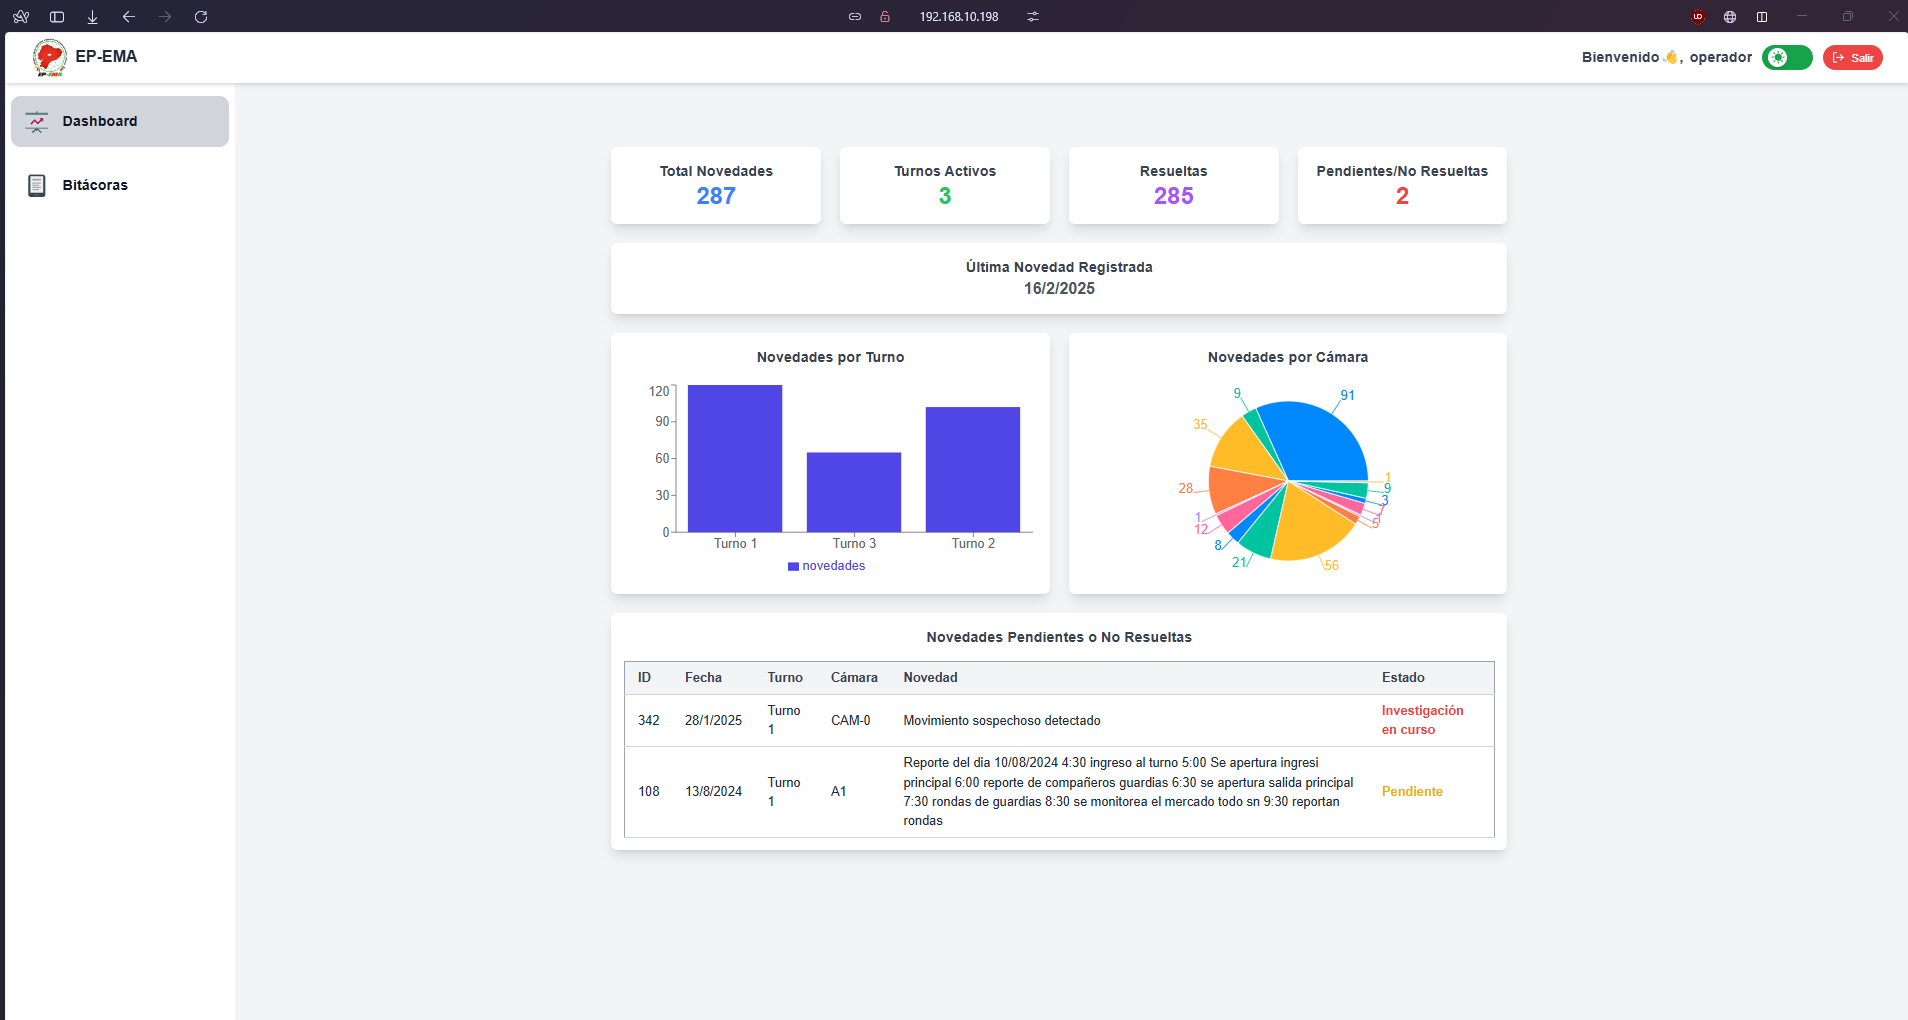 192.168.10.198
EP-EMA
EP-EMA
Bienvenido👋, operador
Salir
Dashboard
Bitácoras
Total Novedades
287
Turnos Activos
3
Resueltas
285
Pendientes/No Resueltas
2
Última Novedad Registrada
16/2/2025
Novedades por Turno
120
90
60
30
0
Turno 1
Turno 3
Turno 2
novedades
Novedades por Cámara
91
9
35
28
1
12
8
21
56
5
3
9
1
Novedades Pendientes o No Resueltas
ID Fecha Turno Cámara Novedad Estado
342 28/1/2025 Turno 1 CAM-0 Movimiento sospechoso detectado Investigación en curso
108 13/8/2024 Turno 1 A1 Reporte del dia 10/08/2024 4:30 ingreso al turno 5:00 Se apertura ingresi
principal 6:00 reporte de compañeros guardias 6:30 se apertura salida principal
7:30 rondas de guardias 8:30 se monitorea el mercado todo sn 9:30 reportan
rondas
Pendiente